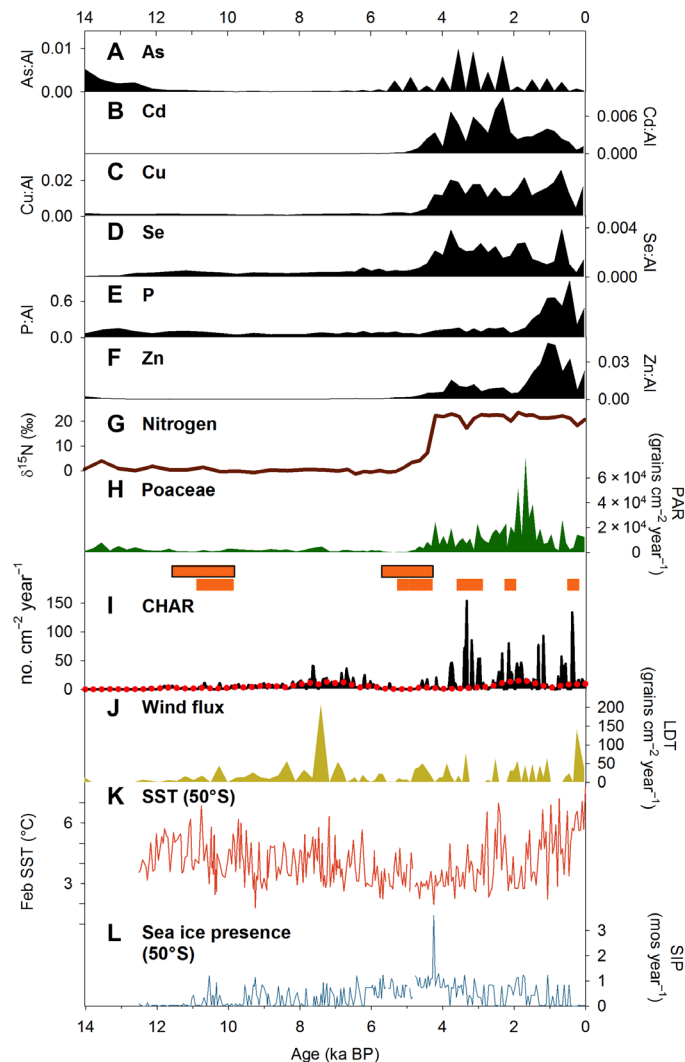 14 12 10 8 6 4 2 0
A As
0.01
0.00
As:Al
B Cd
0.006
0.000
Cd:Al
C Cu
0.02
0.00
Cu:Al
D Se
0.004
0.000
Se:Al
E P
0.6
0.0
P:Al
F Zn
0.03
0.00
Zn:Al
G Nitrogen
20
10
0
δ¹⁵N (‰)
H Poaceae
6 × 10⁴
4 × 10⁴
2 × 10⁴
0
PAR
(grains cm⁻² year⁻¹)
I CHAR
150
100
50
0
no. cm⁻² year⁻¹
J Wind flux
200
150
100
50
0
LDT
(grains cm⁻² year⁻¹)
K SST (50°S)
6
3
Feb SST (°C)
L Sea ice presence
(50°S)
3
2
1
0
SIP
(mos year⁻¹)
14 12 10 8 6 4 2 0
Age (ka BP)